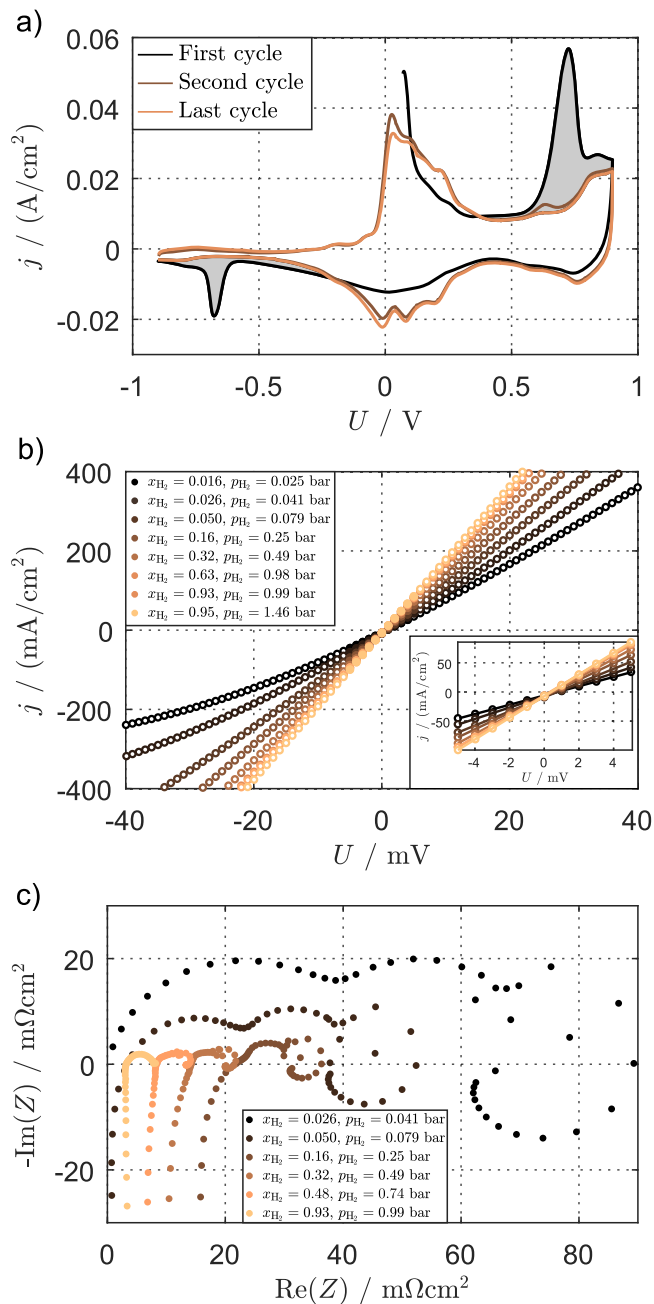 a)
0.06
0.04
0.02
0
-0.02
j / (A/cm²)
First cycle
Second cycle
Last cycle
-1 -0.5 0 0.5 1
U / V
b)
400
200
0
-200
-400
j / (mA/cm²)
x_H₂ = 0.016, p_H₂ = 0.025 bar
x_H₂ = 0.026, p_H₂ = 0.041 bar
x_H₂ = 0.050, p_H₂ = 0.079 bar
x_H₂ = 0.16, p_H₂ = 0.25 bar
x_H₂ = 0.32, p_H₂ = 0.49 bar
x_H₂ = 0.63, p_H₂ = 0.98 bar
x_H₂ = 0.93, p_H₂ = 0.99 bar
x_H₂ = 0.95, p_H₂ = 1.46 bar
50
0
-50
j / (mA/cm²)
-4 -2 0 2 4
U / mV
-40 -20 0 20 40
U / mV
c)
20
0
-20
-Im(Z) / mΩcm²
x_H₂ = 0.026, p_H₂ = 0.041 bar
x_H₂ = 0.050, p_H₂ = 0.079 bar
x_H₂ = 0.16, p_H₂ = 0.25 bar
x_H₂ = 0.32, p_H₂ = 0.49 bar
x_H₂ = 0.48, p_H₂ = 0.74 bar
x_H₂ = 0.93, p_H₂ = 0.99 bar
0 20 40 60 80
Re(Z) / mΩcm²